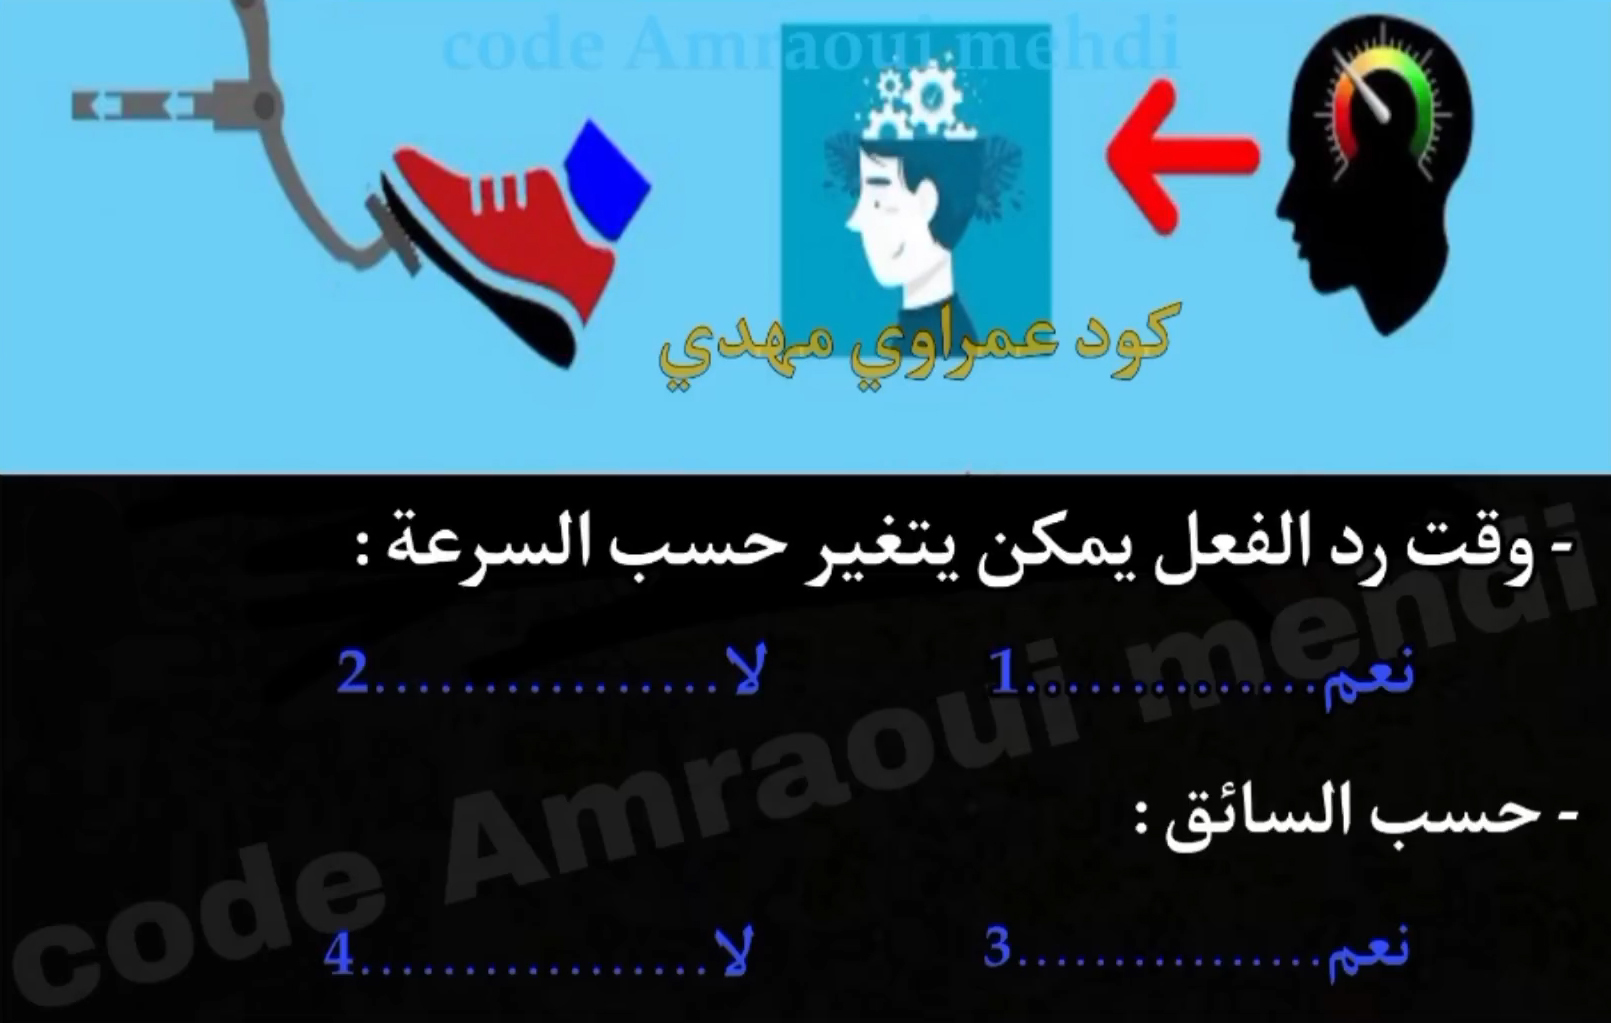 code Amraoui mehdi
كود عمراوي مهدي
- وقت رد الفعل يمكن يتغير حسب السرعة :
نعم.............1 لا.................2
- حسب السائق :
نعم................3 لا..................4
code Amraoui mehdi